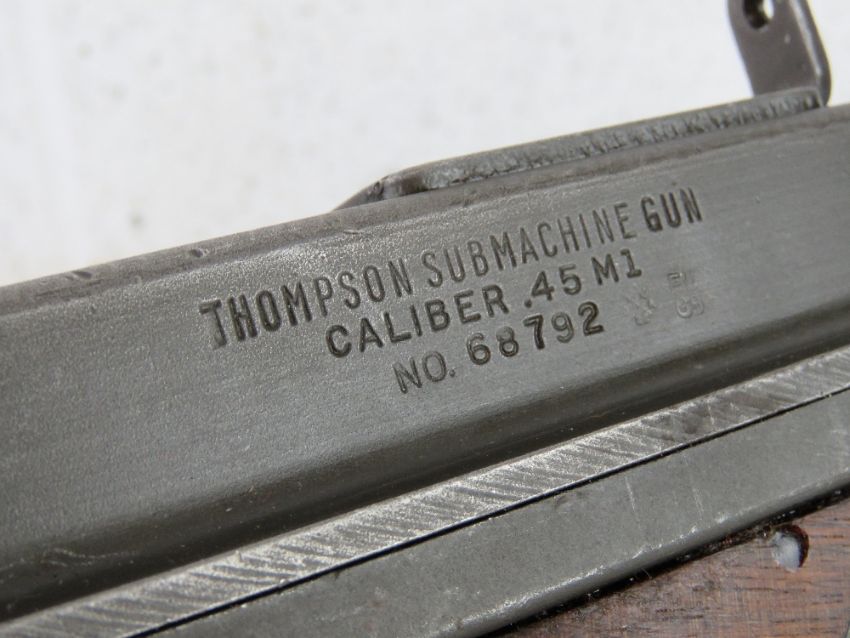 THOMPSON SUBMACHINE GUN
CALIBER .45 M1
NO. 68792